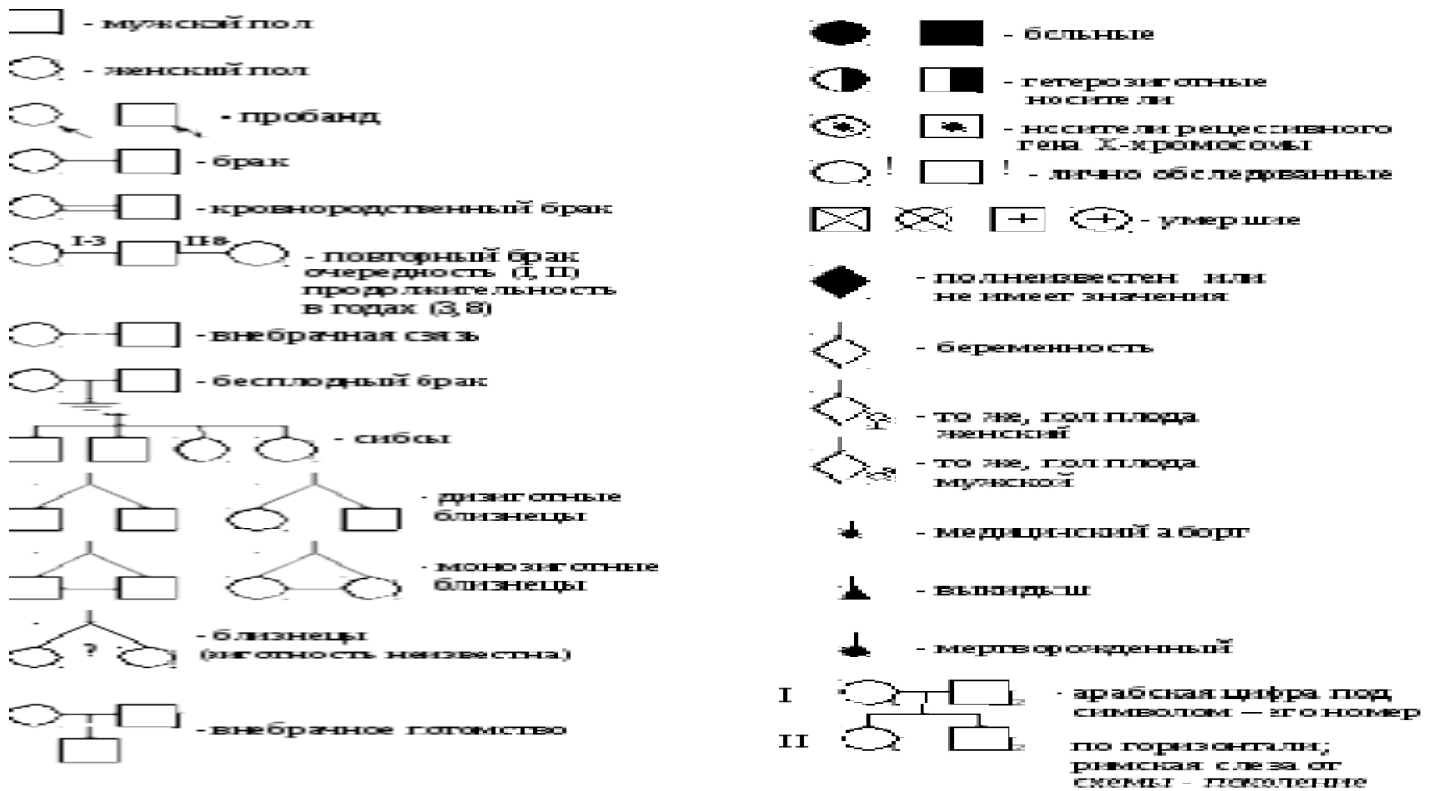 - мужской пол
- женский пол
- пробанд
- брак
- кровнородственный брак
I-3 II-8
- повторный брак
очередность (I, II)
продолжительность
в годах (3, 8)
- внебрачная связь
- бесплодный брак
- сибсы
- дизиготные
близнецы
- монозиготные
близнецы
?
- близнецы
(зиготность неизвестна)
- внебрачное потомство
- больные
- гетерозиготные
носители
- носители рецессивного
гена X-хромосомы
! ! - лично обследованные
- умершие
- пол неизвестен или
не имеет значения
- беременность
- то же, пол плода
женский
- то же, пол плода
мужской
- медицинский аборт
- выкидыш
- мертворожденный
I
- арабская цифра под
символом – его номер
II
по горизонтали;
римская слева от
схемы - поколение